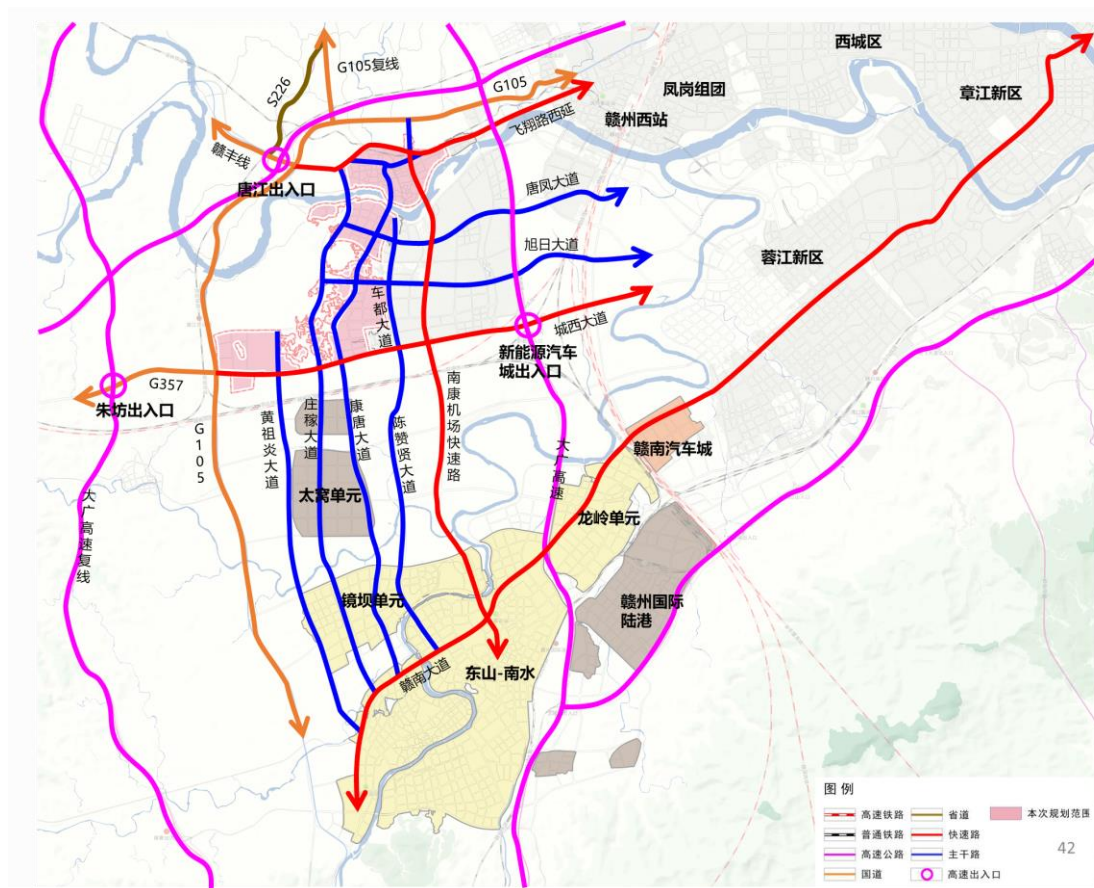 西城区
G105复线
G105
S226
凤岗组团
章江新区
赣州西站
飞翔路西延
赣丰线
唐江出入口
唐凤大道
旭日大道
蓉江新区
车都大道
城西大道
新能源汽车
城出入口
G357
朱坊出入口
G105
黄祖炎大道
庄稼大道
康唐大道
陈赞贤大道
南康机场快速路
赣南汽车城
大广高速
太窝单元
龙岭单元
大广高速复线
镜坝单元
赣州国际
陆港
赣南大道
东山-南水
图例
高速铁路
省道
本次规划范围
普通铁路
快速路
高速公路
主干路
国道
高速出入口
42